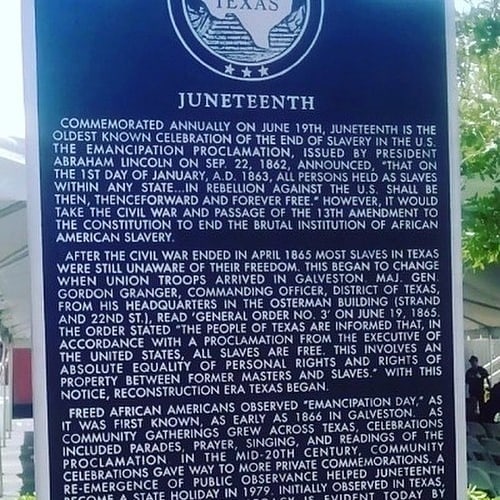 TEXAS
JUNETEENTH
COMMEMORATED ANNUALLY ON JUNE 19TH, JUNETEENTH IS THE
OLDEST KNOWN CELEBRATION OF THE END OF SLAVERY IN THE U.S.
THE EMANCIPATION PROCLAMATION, ISSUED BY PRESIDENT
ABRAHAM LINCOLN ON SEP. 22, 1862, ANNOUNCED, "THAT ON
THE 1ST DAY OF JANUARY, A.D. 1863, ALL PERSONS HELD AS SLAVES
WITHIN ANY STATE...IN REBELLION AGAINST THE U.S. SHALL BE
THEN, THENCEFORWARD AND FOREVER FREE." HOWEVER, IT WOULD
TAKE THE CIVIL WAR AND PASSAGE OF THE 13TH AMENDMENT TO
THE CONSTITUTION TO END THE BRUTAL INSTITUTION OF AFRICAN
AMERICAN SLAVERY.
AFTER THE CIVIL WAR ENDED IN APRIL 1865 MOST SLAVES IN TEXAS
WERE STILL UNAWARE OF THEIR FREEDOM. THIS BEGAN TO CHANGE
WHEN UNION TROOPS ARRIVED IN GALVESTON. MAJ. GEN.
GORDON GRANGER, COMMANDING OFFICER, DISTRICT OF TEXAS,
FROM HIS HEADQUARTERS IN THE OSTERMAN BUILDING (STRAND
AND 22ND ST.), READ 'GENERAL ORDER NO. 3' ON JUNE 19, 1865.
THE ORDER STATED "THE PEOPLE OF TEXAS ARE INFORMED THAT, IN
ACCORDANCE WITH A PROCLAMATION FROM THE EXECUTIVE OF
THE UNITED STATES, ALL SLAVES ARE FREE. THIS INVOLVES AN
ABSOLUTE EQUALITY OF PERSONAL RIGHTS AND RIGHTS OF
PROPERTY BETWEEN FORMER MASTERS AND SLAVES." WITH THIS
NOTICE, RECONSTRUCTION ERA TEXAS BEGAN.
FREED AFRICAN AMERICANS OBSERVED "EMANCIPATION DAY," AS
IT WAS FIRST KNOWN, AS EARLY AS 1866 IN GALVESTON. AS
COMMUNITY GATHERINGS GREW ACROSS TEXAS, CELEBRATIONS
INCLUDED PARADES, PRAYER, SINGING, AND READINGS OF THE
PROCLAMATION. IN THE MID-20TH CENTURY, COMMUNITY
CELEBRATIONS GAVE WAY TO MORE PRIVATE COMMEMORATIONS. A
RE-EMERGENCE OF PUBLIC OBSERVANCE HELPED JUNETEENTH
BECOME A STATE HOLIDAY IN 1979. INITIALLY OBSERVED IN TEXAS,
EVIDENT TODAY BY